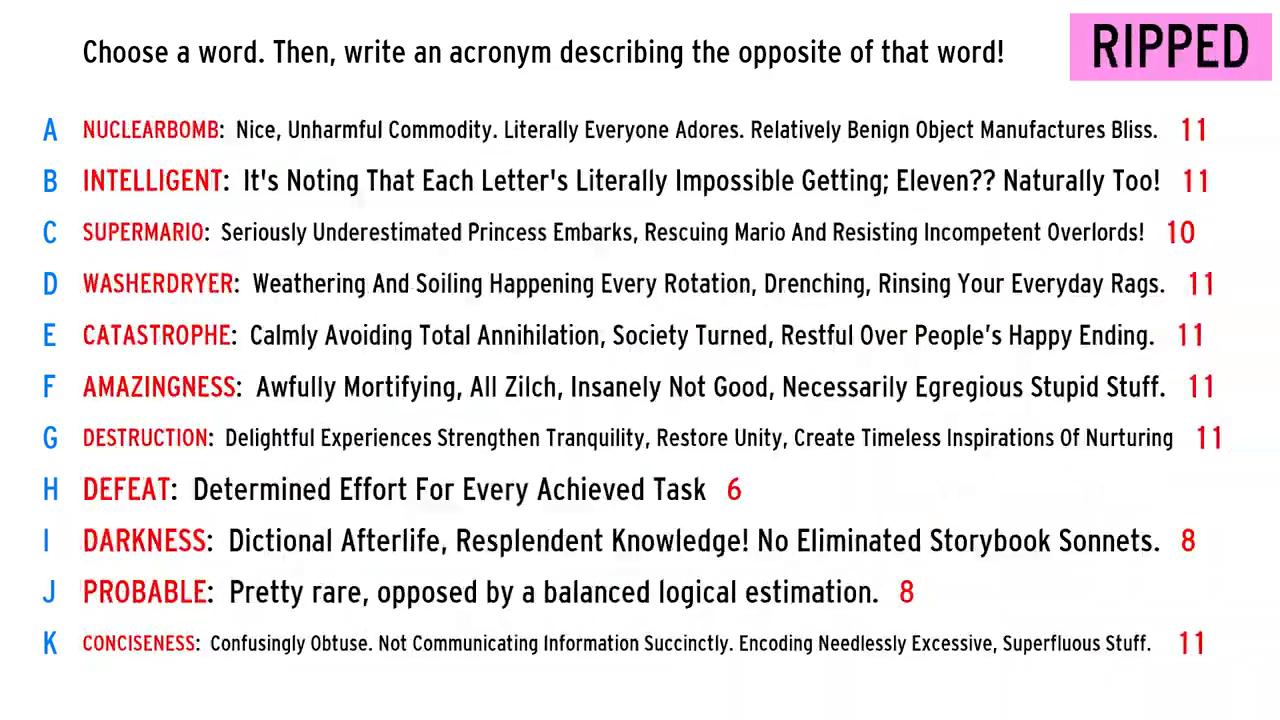 Choose a word. Then, write an acronym describing the opposite of that word!
RIPPED
A NUCLEARBOMB: Nice, Unharmful Commodity. Literally Everyone Adores. Relatively Benign Object Manufactures Bliss. 11
B INTELLIGENT: It's Noting That Each Letter's Literally Impossible Getting; Eleven?? Naturally Too! 11
C SUPERMARIO: Seriously Underestimated Princess Embarks, Rescuing Mario And Resisting Incompetent Overlords! 10
D WASHERDRYER: Weathering And Soiling Happening Every Rotation, Drenching, Rinsing Your Everyday Rags. 11
E CATASTROPHE: Calmly Avoiding Total Annihilation, Society Turned, Restful Over People’s Happy Ending. 11
F AMAZINGNESS: Awfully Mortifying, All Zilch, Insanely Not Good, Necessarily Egregious Stupid Stuff. 11
G DESTRUCTION: Delightful Experiences Strengthen Tranquility, Restore Unity, Create Timeless Inspirations Of Nurturing 11
H DEFEAT: Determined Effort For Every Achieved Task 6
I DARKNESS: Dictional Afterlife, Resplendent Knowledge! No Eliminated Storybook Sonnets. 8
J PROBABLE: Pretty rare, opposed by a balanced logical estimation. 8
K CONCISENESS: Confusingly Obtuse. Not Communicating Information Succinctly. Encoding Needlessly Excessive, Superfluous Stuff. 11